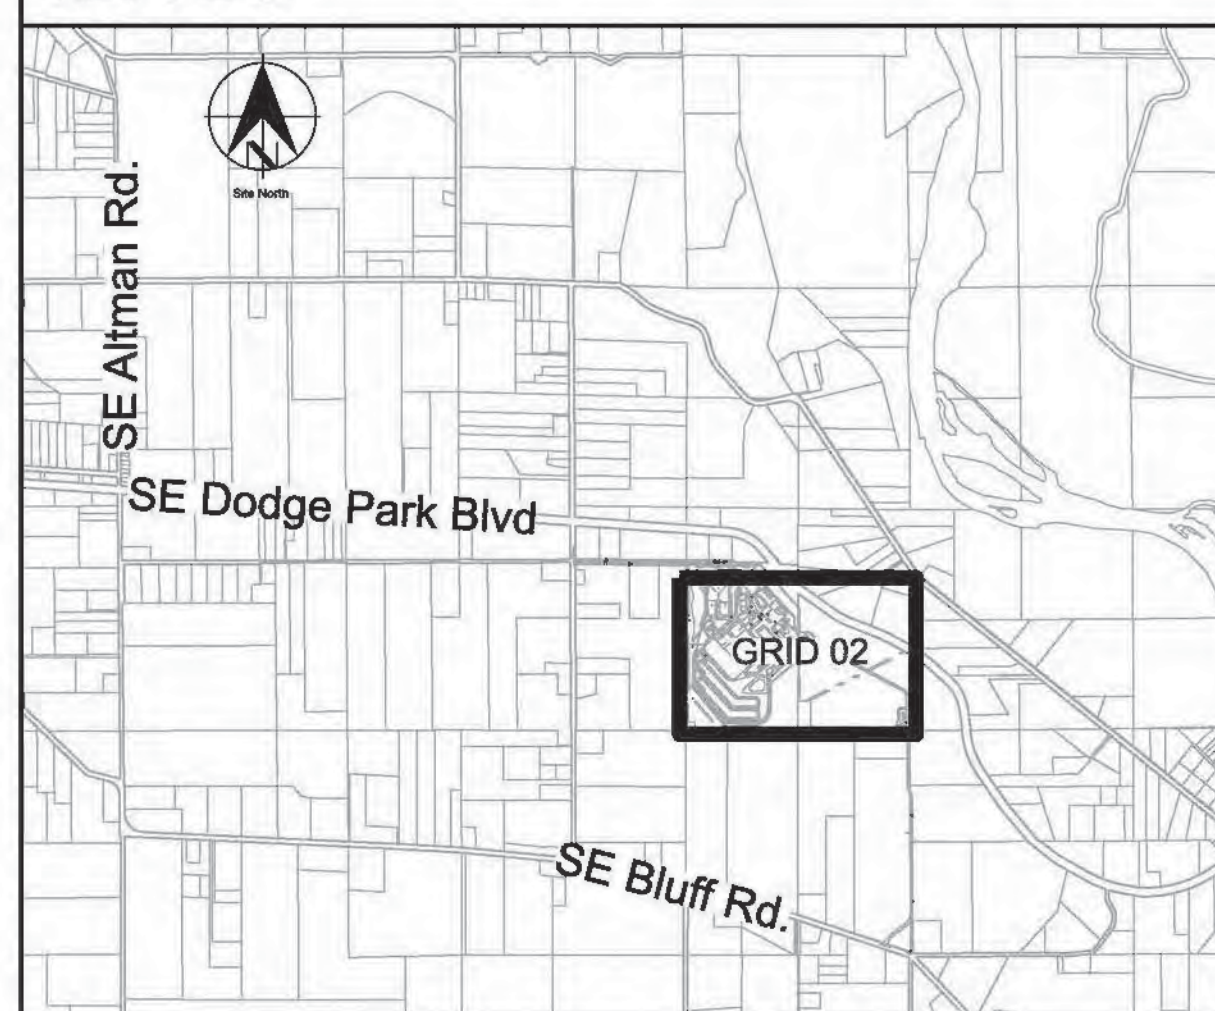 N
Site North
SE Altman Rd.
SE Dodge Park Blvd
GRID 02
SE Bluff Rd.